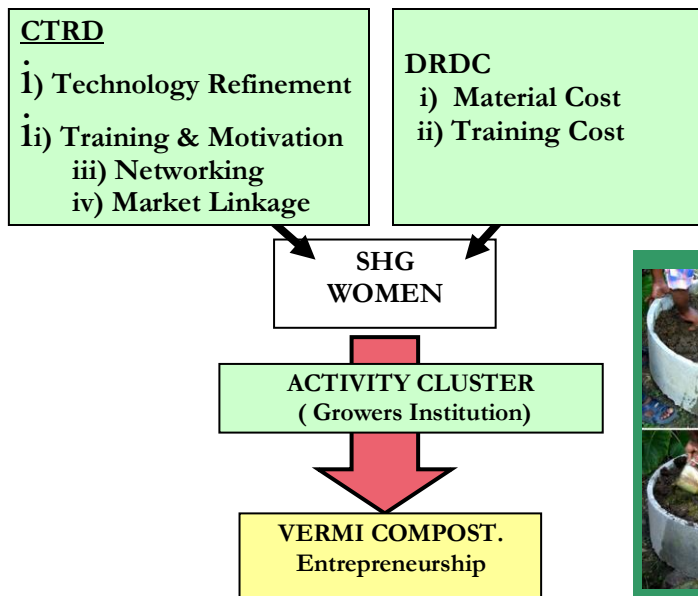 CTRD
i) Technology Refinement
ii) Training & Motivation
iii) Networking
iv) Market Linkage
DRDC
i) Material Cost
ii) Training Cost
SHG
WOMEN
ACTIVITY CLUSTER
( Growers Institution)
VERMI COMPOST.
Entrepreneurship